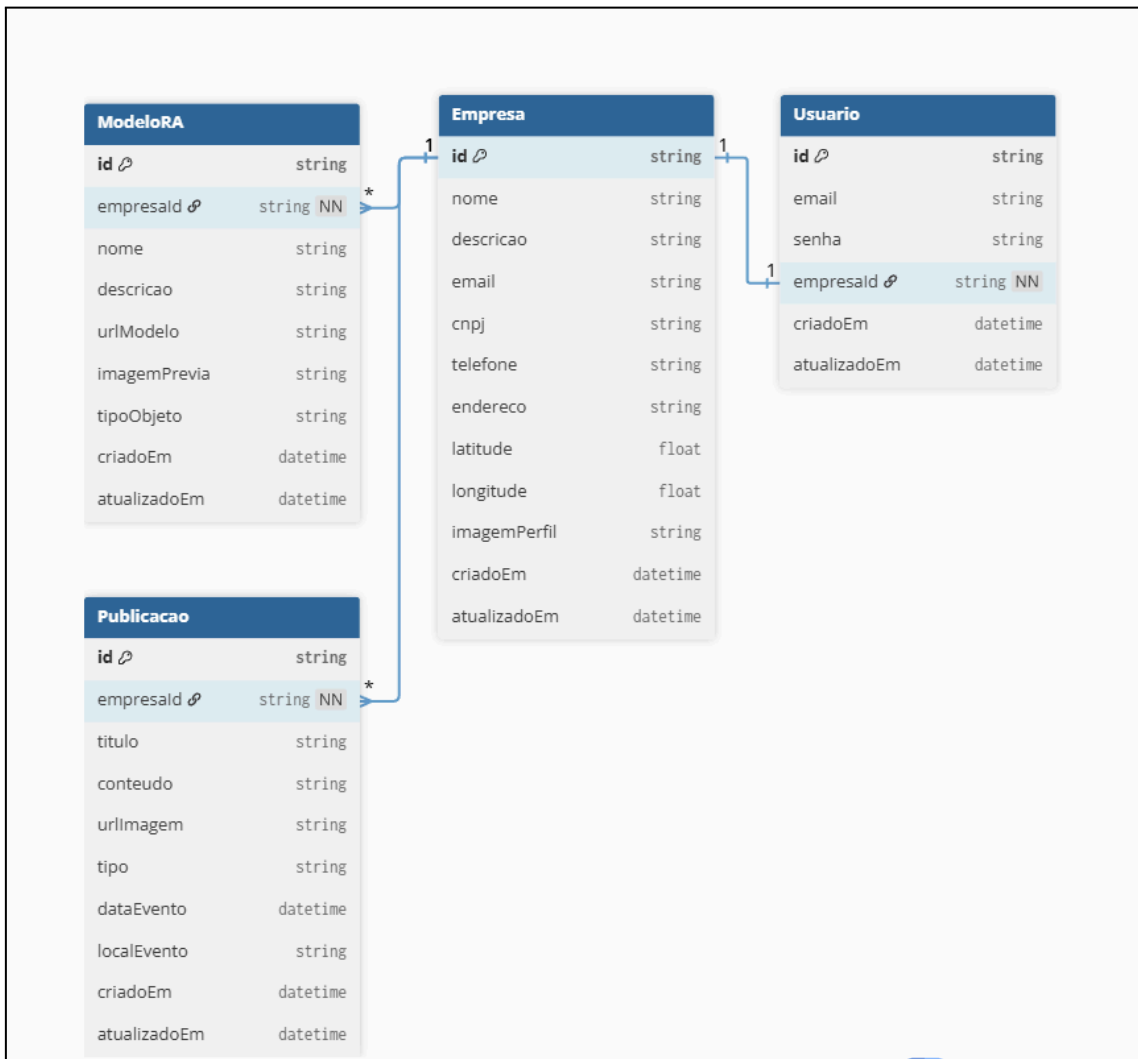 ModeloRA
id string
empresaId string NN
nome string
descricao string
urlModelo string
imagemPrevia string
tipoObjeto string
criadoEm datetime
atualizadoEm datetime
*
1
Empresa
id string
nome string
descricao string
email string
cnpj string
telefone string
endereco string
latitude float
longitude float
imagemPerfil string
criadoEm datetime
atualizadoEm datetime
1
1
Usuario
id string
email string
senha string
empresaId string NN
criadoEm datetime
atualizadoEm datetime
Publicacao
id string
empresaId string NN
titulo string
conteudo string
urlImagem string
tipo string
dataEvento datetime
localEvento string
criadoEm datetime
atualizadoEm datetime
*